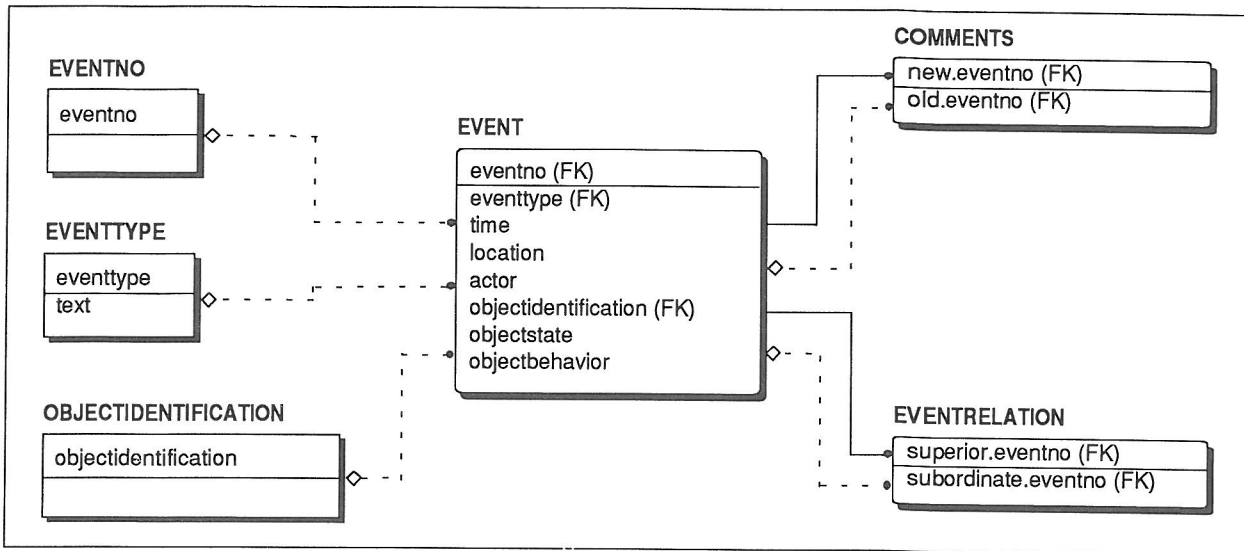 EVENTNO
eventno
EVENTTYPE
eventtype
text
OBJECTIDENTIFICATION
objectidentification
EVENT
eventno (FK)
eventtype (FK)
time
location
actor
objectidentification (FK)
objectstate
objectbehavior
COMMENTS
new.eventno (FK)
old.eventno (FK)
EVENTRELATION
superior.eventno (FK)
subordinate.eventno (FK)